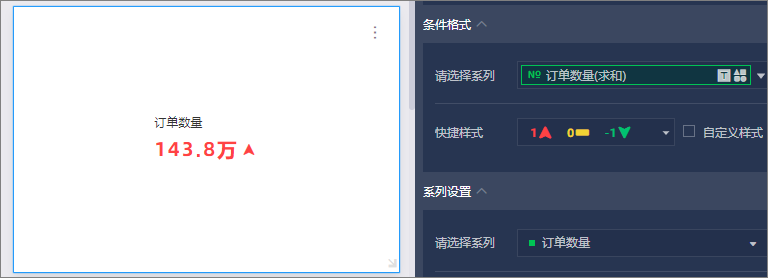 订单数量
143.8万
条件格式
请选择系列 Nº 订单数量(求和) T
快捷样式 1 0 -1 自定义样式
系列设置
请选择系列 订单数量